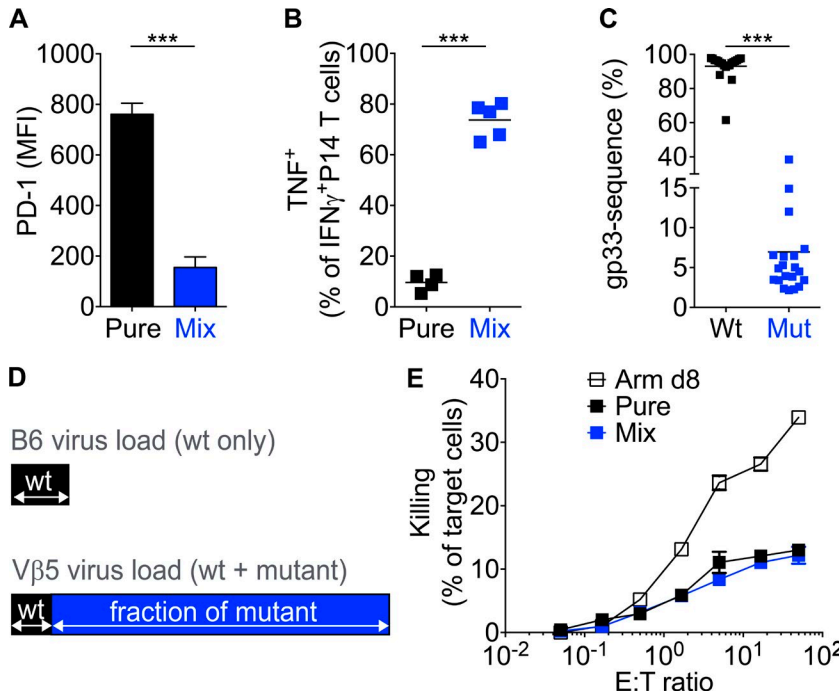 A
***
PD-1 (MFI)
1000
800
600
400
200
0
Pure
Mix
B
***
TNF⁺
(% of IFNγ⁺P14 T cells)
100
80
60
40
20
0
Pure
Mix
C
***
gp33-sequence (%)
100
80
60
40
15
10
5
0
Wt
Mut
D
B6 virus load (wt only)
wt
Vβ5 virus load (wt + mutant)
wt
fraction of mutant
E
Arm d8
Pure
Mix
Killing
(% of target cells)
40
30
20
10
0
10⁻²
10⁻¹
10⁰
10¹
10²
E:T ratio